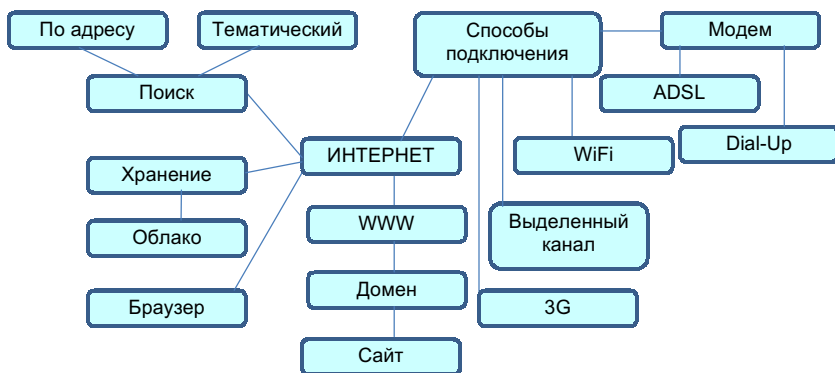 По адресу
Тематический
Способы
подключения
Модем
Поиск
ADSL
ИНТЕРНЕТ
WiFi
Dial-Up
Хранение
WWW
Выделенный
канал
Облако
Браузер
Домен
3G
Сайт